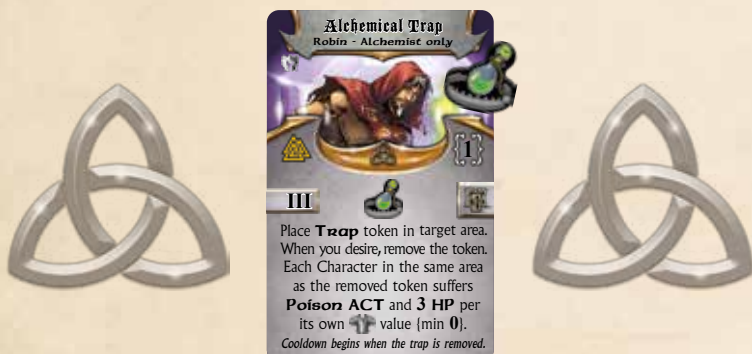 Alchemical Trap
Robin - Alchemist only
{1}
III
Place Trap token in target area.
When you desire, remove the token.
Each Character in the same area
as the removed token suffers
Poison ACT and 3 HP per
its own value {min 0}.
Cooldown begins when the trap is removed.